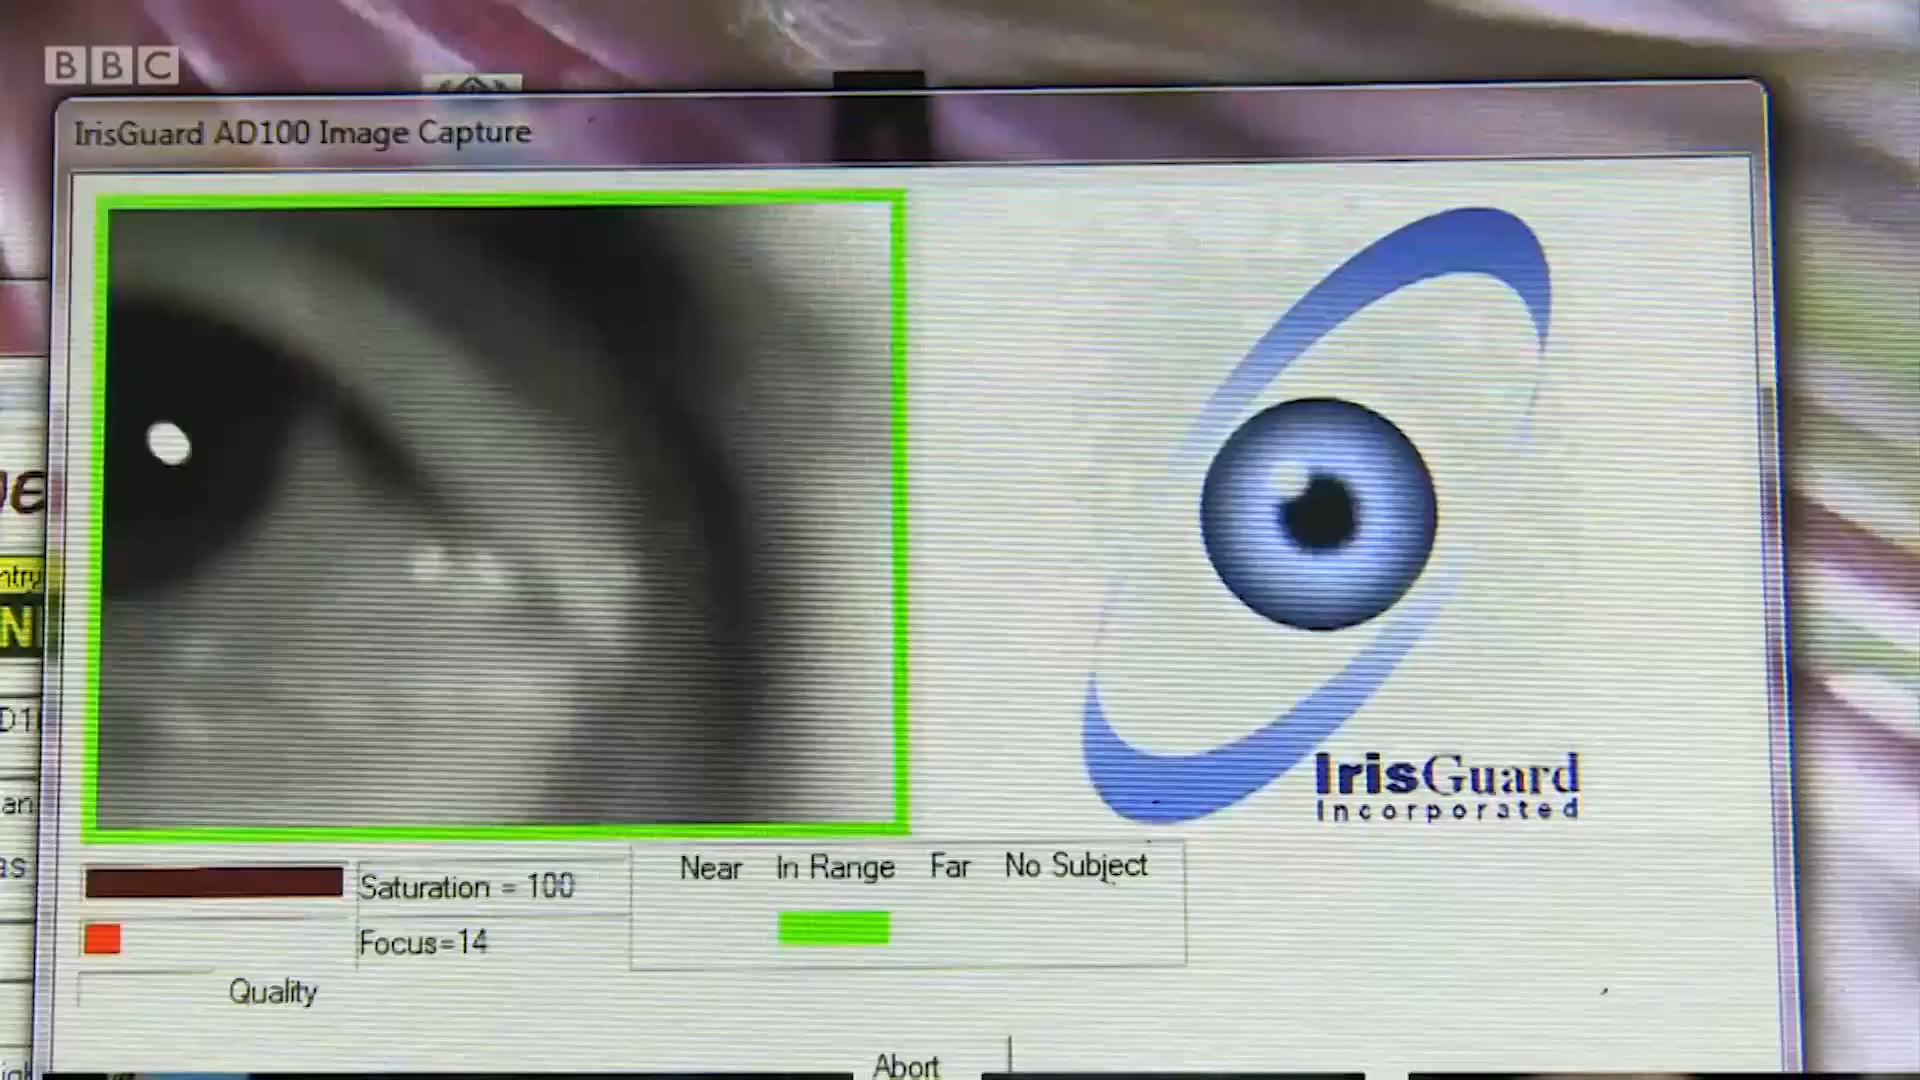 BBC
IrisGuard AD100 Image Capture
IrisGuard
Incorporated
Near In Range Far No Subject
Saturation = 100
Focus=14
Quality
Abort